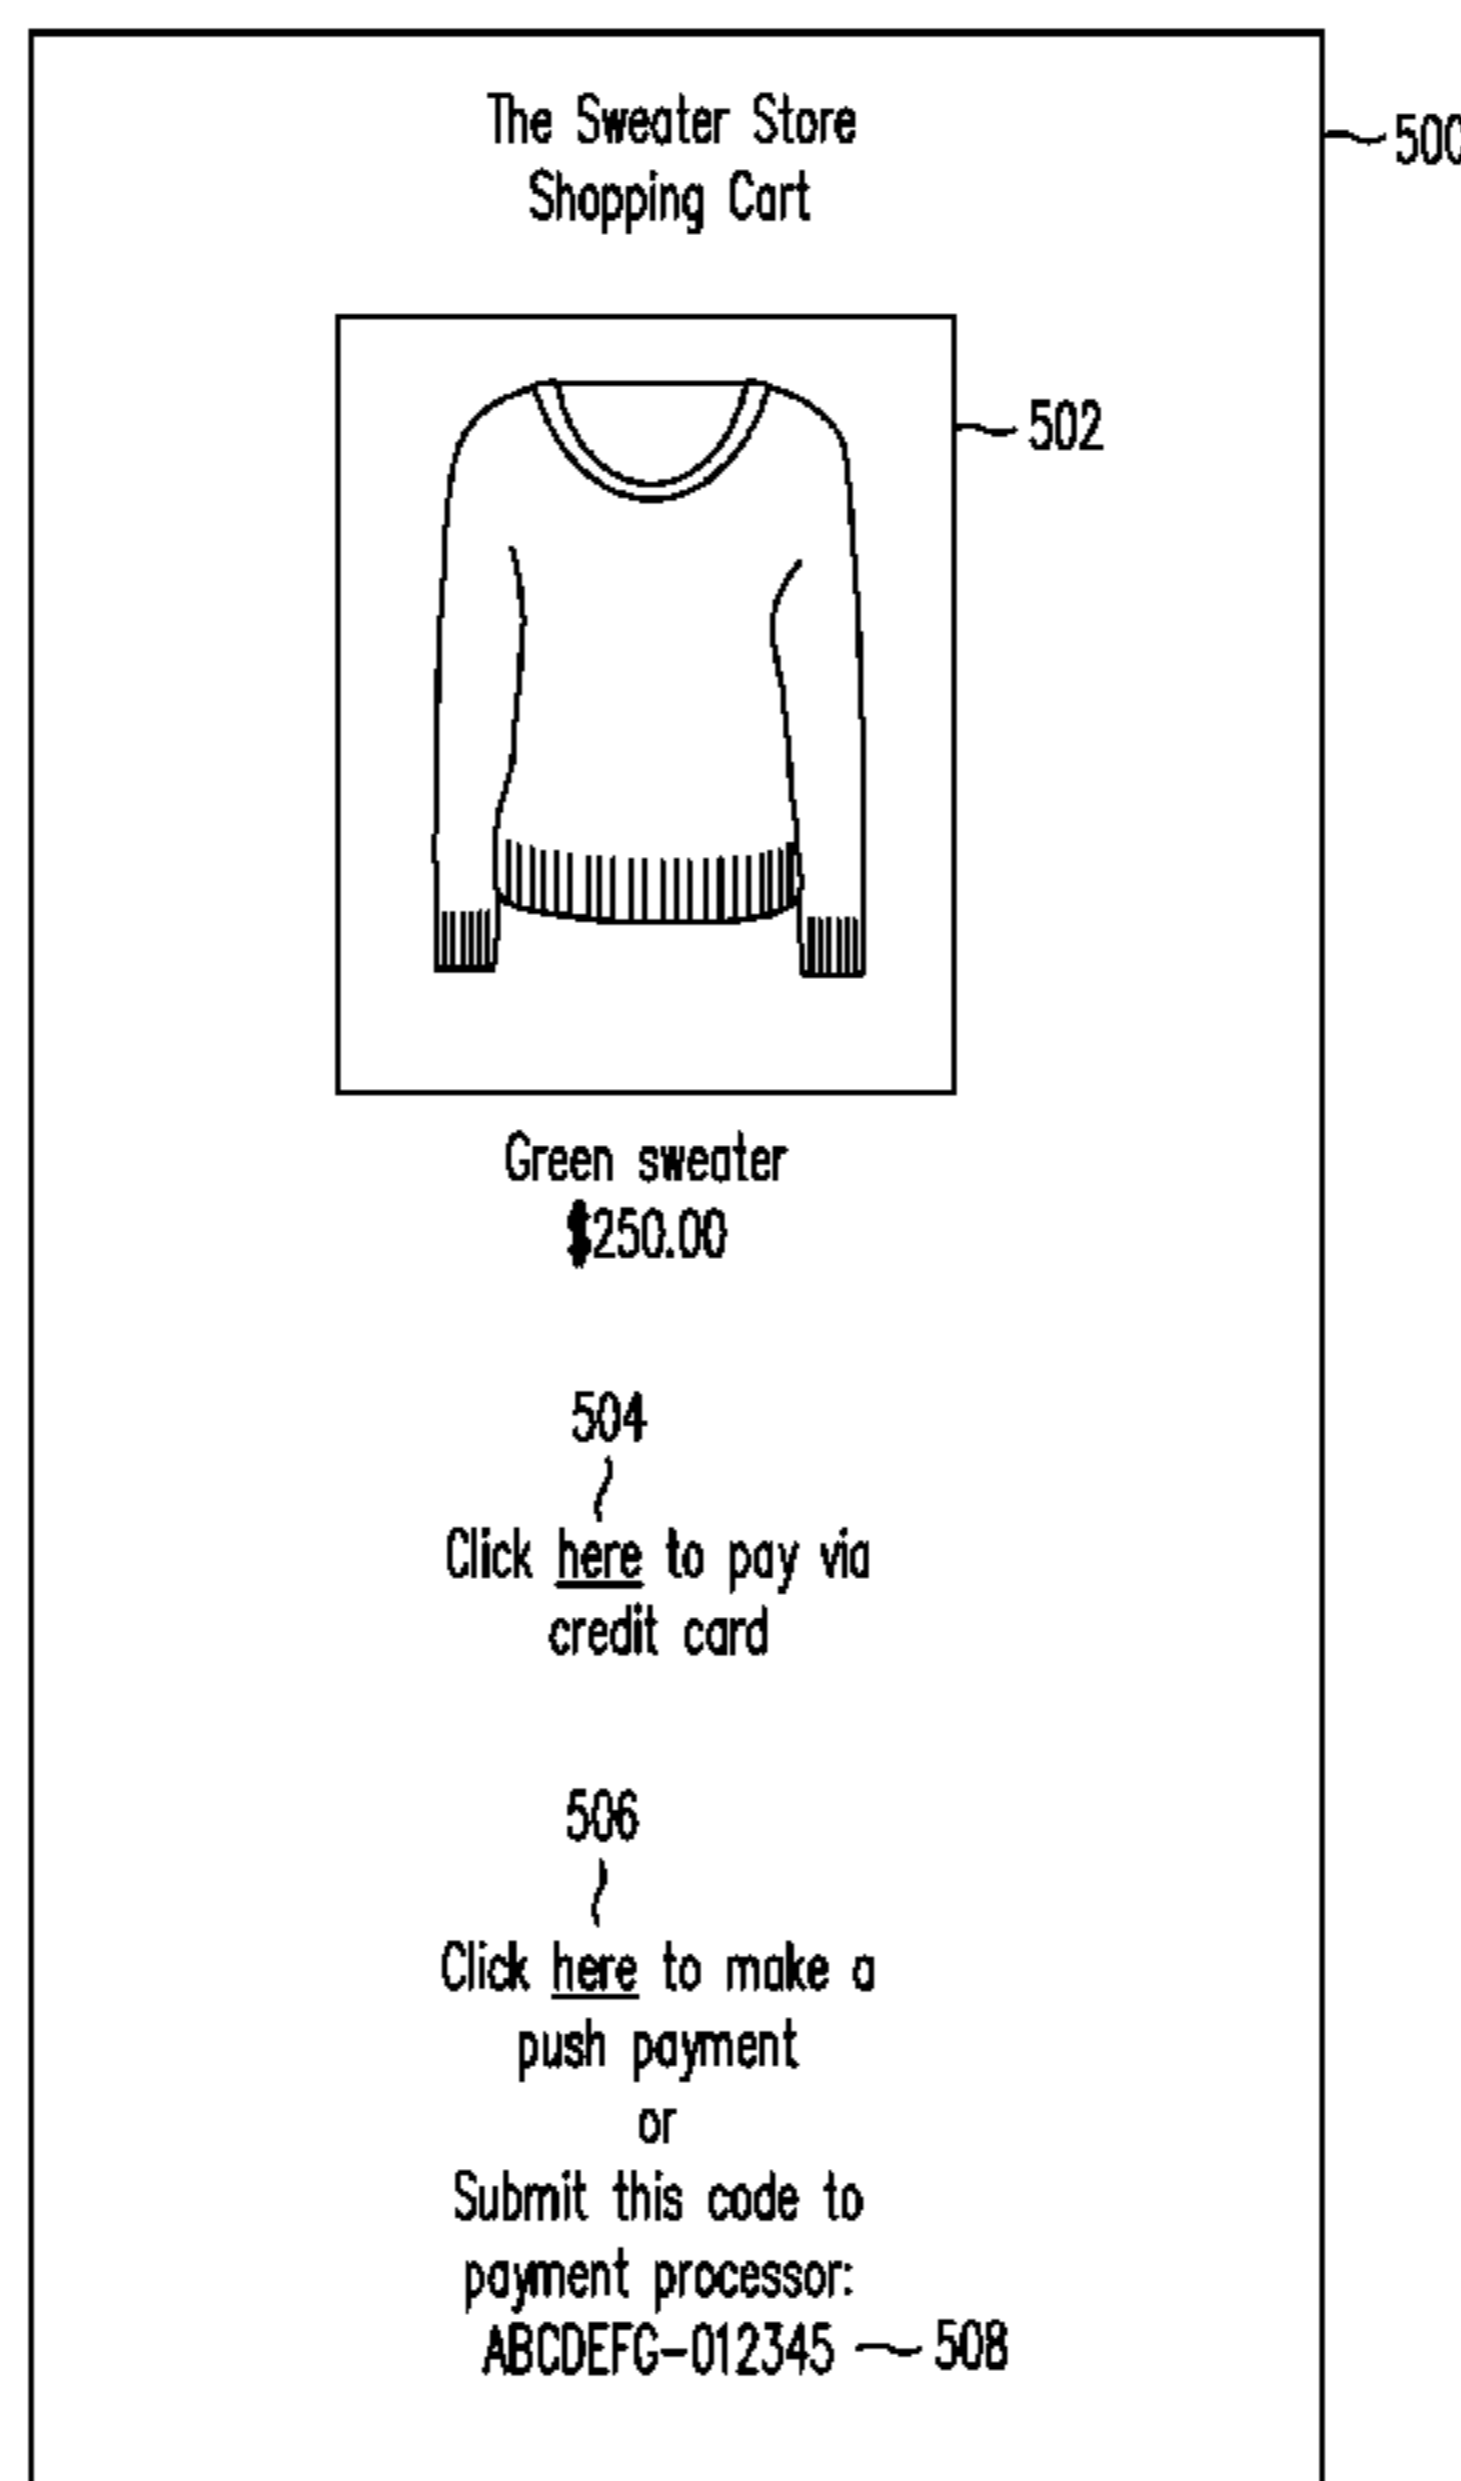 The Sweater Store
Shopping Cart
500
502
Green sweater
$250.00
504
Click here to pay via
credit card
506
Click here to make a
push payment
or
Submit this code to
payment processor:
ABCDEFG-012345
508